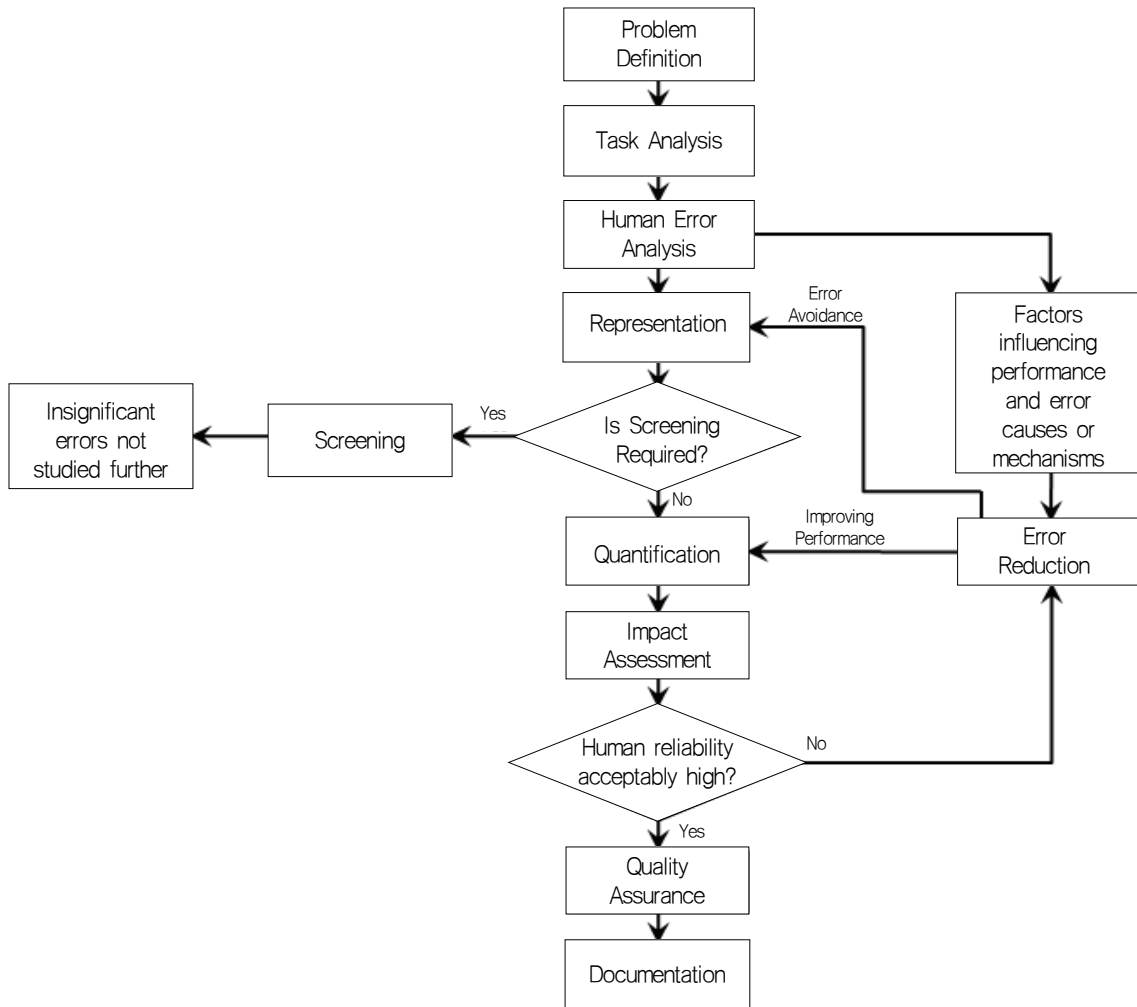 Problem
Definition
Task Analysis
Human Error
Analysis
Representation
Error
Avoidance
Factors
influencing
performance
and error
causes or
mechanisms
Insignificant
errors not
studied further
Screening
Yes
Is Screening
Required?
No
Quantification
Improving
Performance
Error
Reduction
Impact
Assessment
Human reliability
acceptably high?
No
Yes
Quality
Assurance
Documentation